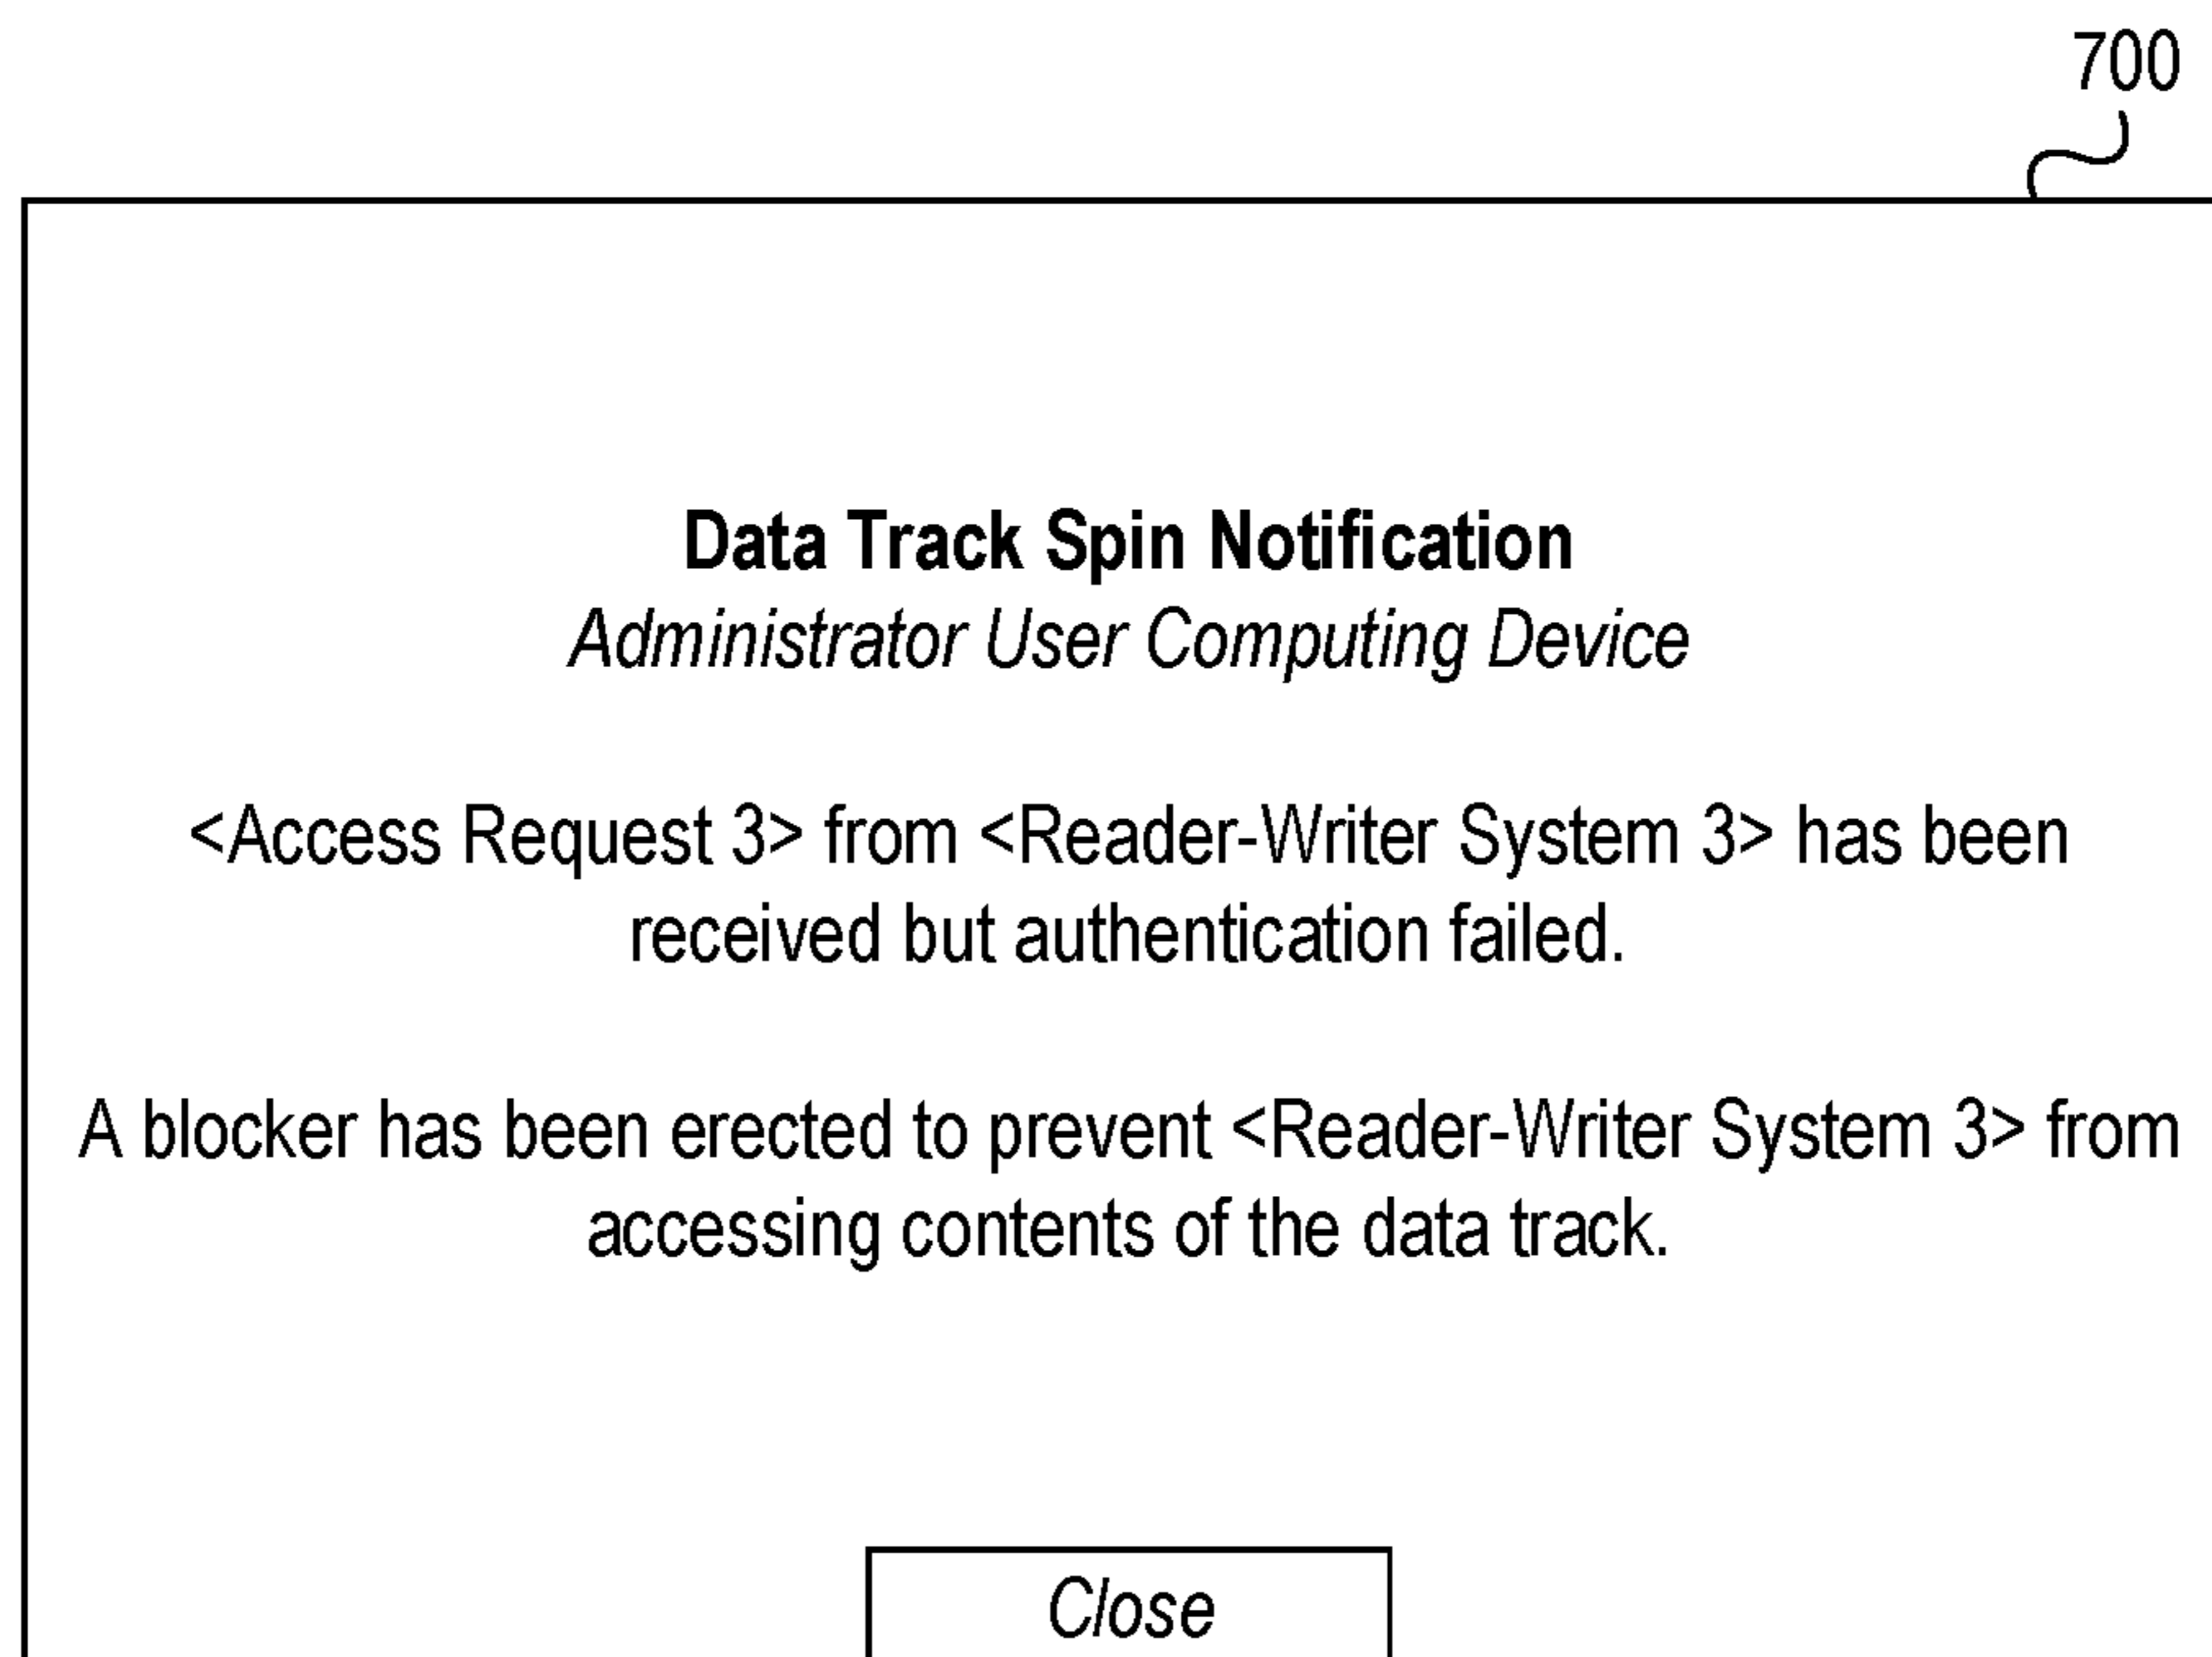 700
Data Track Spin Notification
Administrator User Computing Device
<Access Request 3> from <Reader-Writer System 3> has been
received but authentication failed.
A blocker has been erected to prevent <Reader-Writer System 3> from
accessing contents of the data track.
Close